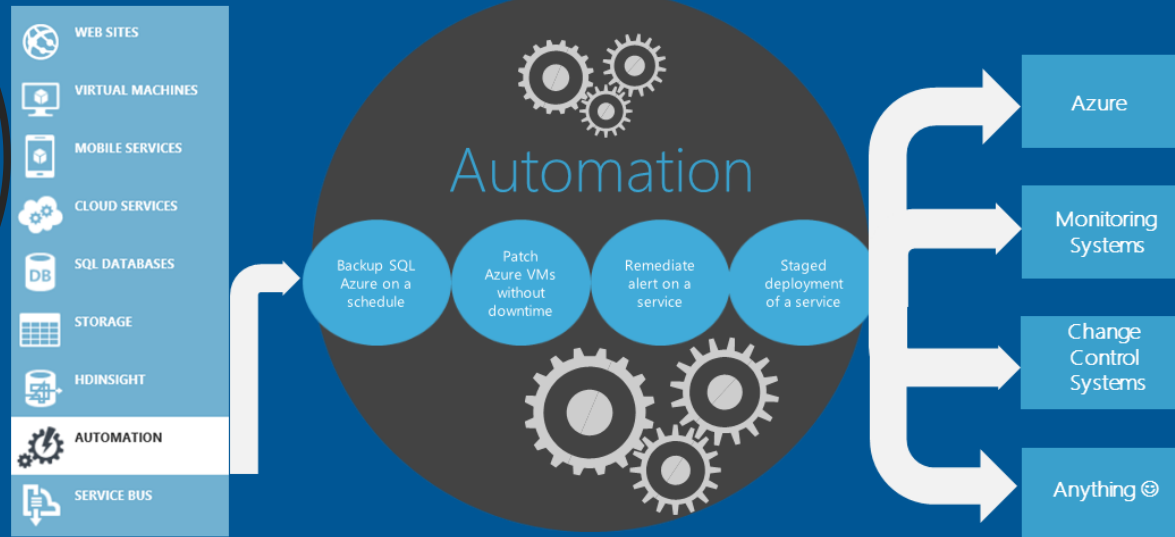 WEB SITES
VIRTUAL MACHINES
MOBILE SERVICES
CLOUD SERVICES
DB
SQL DATABASES
STORAGE
HDINSIGHT
AUTOMATION
SERVICE BUS
Automation
Backup SQL
Azure on a
schedule
Patch
Azure VMs
without
downtime
Remediate
alert on a
service
Staged
deployment
of a service
Azure
Monitoring
Systems
Change
Control
Systems
Anything ☺